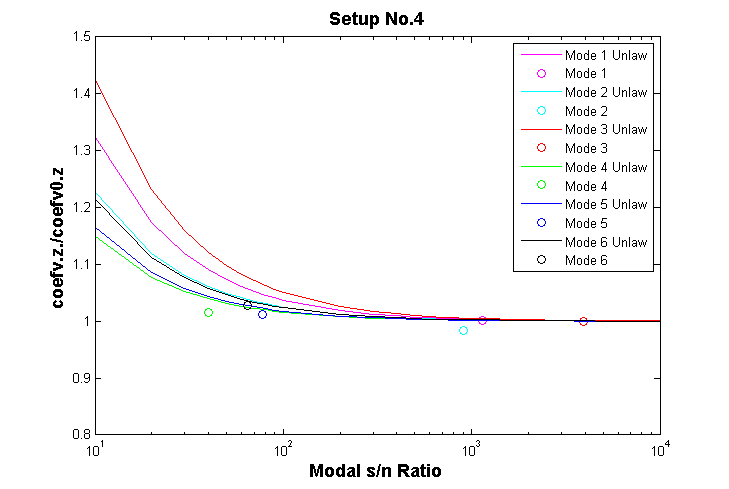 Setup No.4
coefv.z./coefv0.z
1.5
1.4
1.3
1.2
1.1
1
0.9
0.8
10^1
10^2
10^3
10^4
Modal s/n Ratio
Mode 1 Unlaw
Mode 1
Mode 2 Unlaw
Mode 2
Mode 3 Unlaw
Mode 3
Mode 4 Unlaw
Mode 4
Mode 5 Unlaw
Mode 5
Mode 6 Unlaw
Mode 6